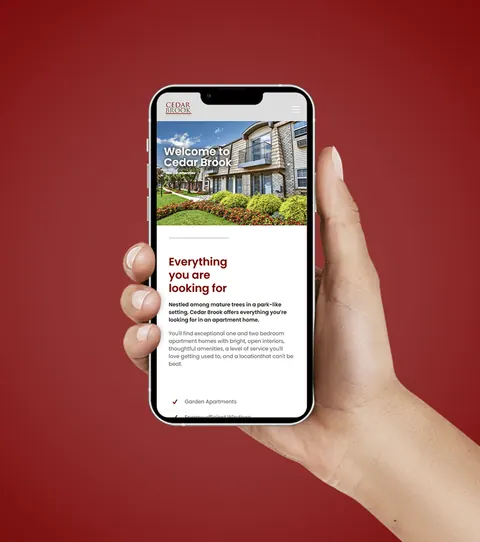 CEDAR
BROOK
Welcome to
Cedar Brook
Everything
you are
looking for
Nestled among mature trees in a park-like
setting, Cedar Brook offers everything you're
looking for in an apartment home.
You'll find exceptional one and two bedroom
apartment homes with bright, open interiors,
thoughtful amenities, a level of service you'll
love getting used to, and a locationthat can't be
beat.
Garden Apartments